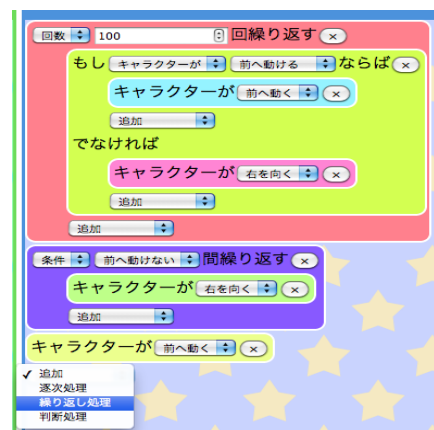 回数 100 回繰り返す ×
もし キャラクターが 前へ動ける ならば ×
キャラクターが 前へ動く ×
追加
でなければ
キャラクターが 右を向く ×
追加
追加
条件 前へ動けない 間繰り返す ×
キャラクターが 右を向く ×
追加
キャラクターが 前へ動く ×
✓ 追加
逐次処理
繰り返し処理
判断処理